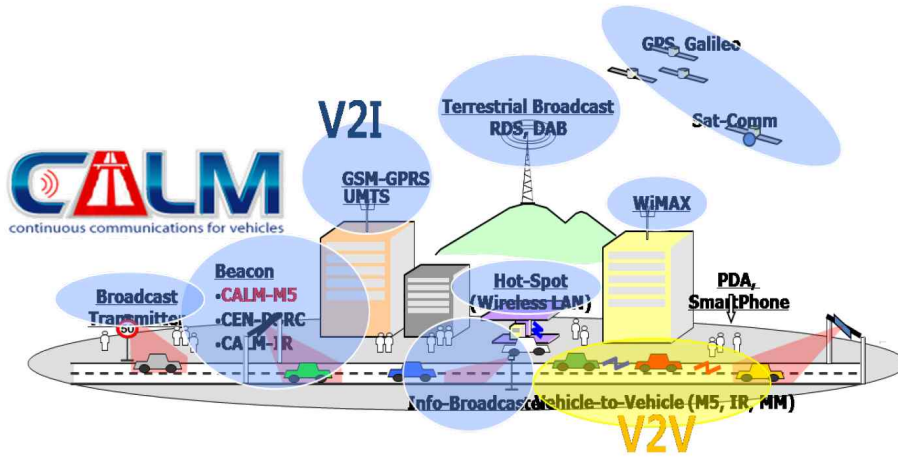 GPS, Galileo
Sat-Comm
Terrestrial Broadcast
RDS, DAB
V2I
GSM-GPRS
UMTS
WiMAX
CALM
continuous communications for vehicles
Broadcast
Transmitter
50
Beacon
•CALM-M5
•CEN-DSRC
•CALM-IR
Hot-Spot
(Wireless LAN)
PDA,
SmartPhone
Info-Broadcaster
Vehicle-to-Vehicle (M5, IR, MM)
V2V